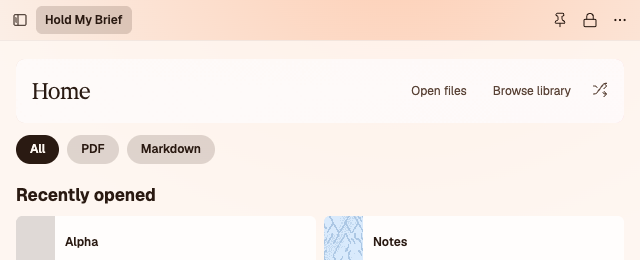 Hold My Brief
Home
Open files
Browse library
All
PDF
Markdown
Recently opened
Alpha
Notes